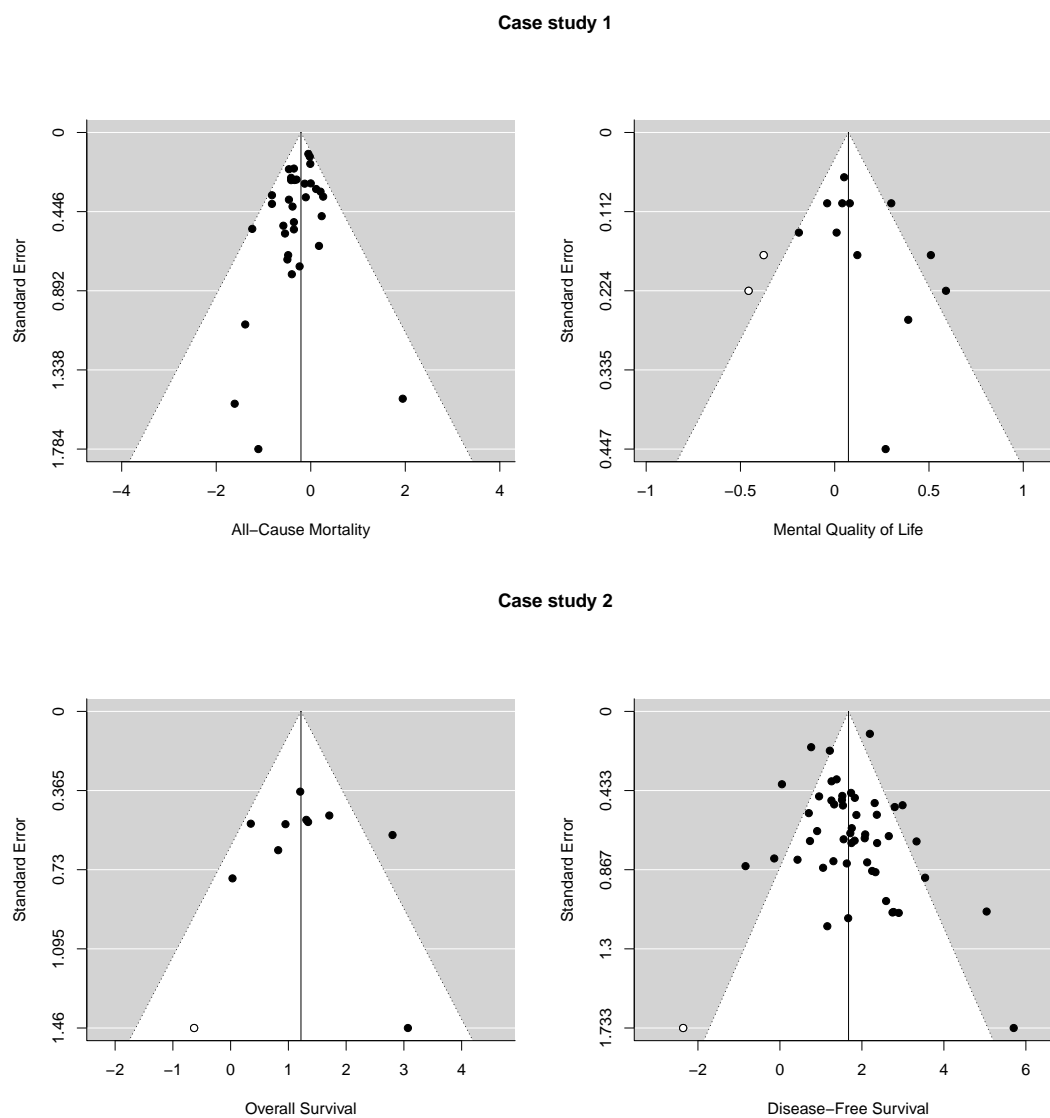 Case study 1
0
0.446
0.892
1.338
1.784
Standard Error
−4 −2 0 2 4
All−Cause Mortality
0
0.112
0.224
0.335
0.447
Standard Error
−1 −0.5 0 0.5 1
Mental Quality of Life
Case study 2
0
0.365
0.73
1.095
1.46
Standard Error
−2 −1 0 1 2 3 4
Overall Survival
0
0.433
0.867
1.3
1.733
Standard Error
−2 0 2 4 6
Disease−Free Survival